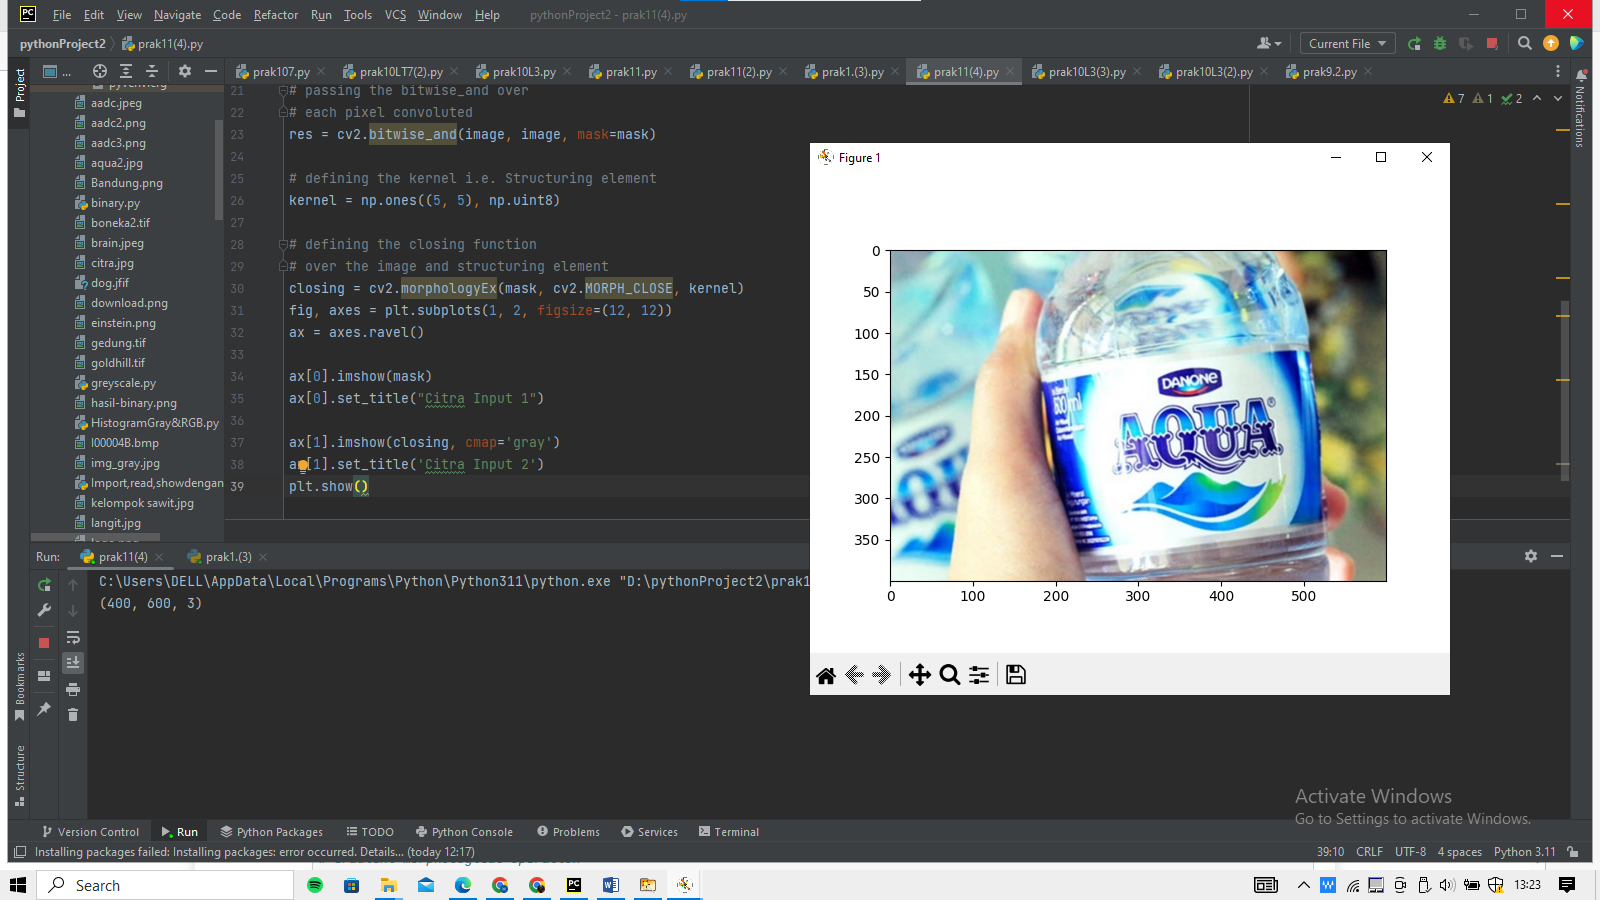 File Edit View Navigate Code Refactor Run Tools VCS Window Help pythonProject2 - prak11(4).py
pythonProject2 prak11(4).py Current File
Project ... prak107.py prak10LT7(2).py prak10L3.py prak11.py prak11(2).py prak1.(3).py prak11(4).py prak10L3(3).py prak10L3(2).py prak9.2.py
Notifications
aadc.jpeg
aadc2.png
aadc3.png
aqua2.jpg
Bandung.png
binary.py
boneka2.tif
brain.jpeg
citra.jpg
dog.jfif
download.png
einstein.png
gedung.tif
goldhill.tif
greyscale.py
hasil-binary.png
HistogramGray&RGB.py
I00004B.bmp
img_gray.jpg
Import,read,showdengan
kelompok sawit.jpg
langit.jpg
7 1 2
21 # passing the bitwise_and over
22 # each pixel convoluted
23 res = cv2.bitwise_and(image, image, mask=mask)
24
25 # defining the kernel i.e. Structuring element
26 kernel = np.ones((5, 5), np.uint8)
27
28 # defining the closing function
29 # over the image and structuring element
30 closing = cv2.morphologyEx(mask, cv2.MORPH_CLOSE, kernel)
31 fig, axes = plt.subplots(1, 2, figsize=(12, 12))
32 ax = axes.ravel()
33
34 ax[0].imshow(mask)
35 ax[0].set_title("Citra Input 1")
36
37 ax[1].imshow(closing, cmap='gray')
38 ax[1].set_title('Citra Input 2')
39 plt.show()
Figure 1
0
50
100
150
200
250
300
350
0 100 200 300 400 500
DANONE
600 ml
AQUA
Run: prak11(4) prak1.(3)
C:\Users\DELL\AppData\Local\Programs\Python\Python311\python.exe "D:\pythonProject2\prak1
(400, 600, 3)
Bookmarks
Structure
Activate Windows
Go to Settings to activate Windows.
Version Control Run Python Packages TODO Python Console Problems Services Terminal
Installing packages failed: Installing packages: error occurred. Details... (today 12:17) 39:10 CRLF UTF-8 4 spaces Python 3.11
Search 13:23